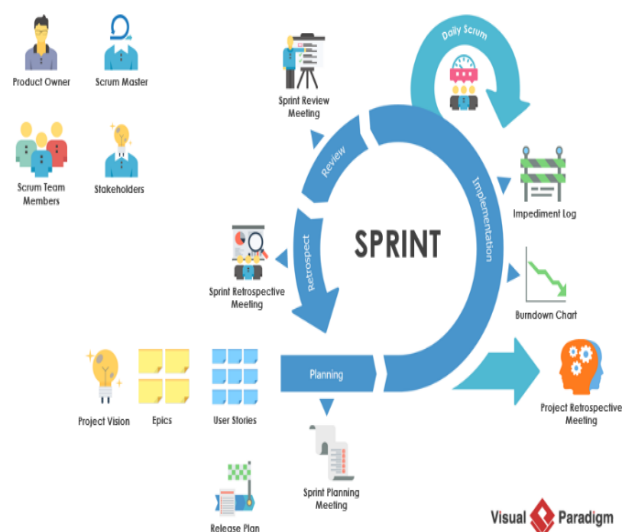 Product Owner
Scrum Master
Scrum Team
Members
Stakeholders
Sprint Review
Meeting
Daily Scrum
Review
Implementation
Impediment Log
Retrospect
SPRINT
Sprint Retrospective
Meeting
Burndown Chart
Planning
Project Vision
Epics
User Stories
Project Retrospective
Meeting
Sprint Planning
Meeting
Release Plan
Visual Paradigm